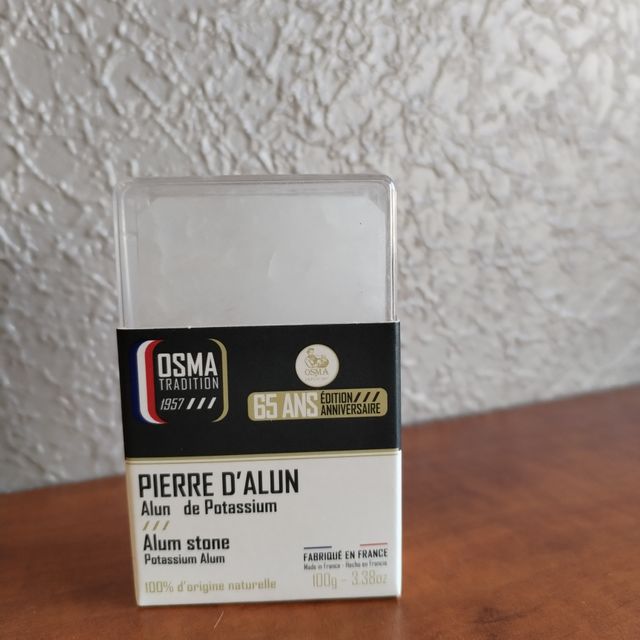 OSMA
TRADITION
1957
OSMA
65 ANS ÉDITION
ANNIVERSAIRE
PIERRE D'ALUN
Alun de Potassium
Alum stone
Potassium Alum
100% d'origine naturelle
FABRIQUÉ EN FRANCE
Made in France - Hecho en Francia
100g - 3.38oz